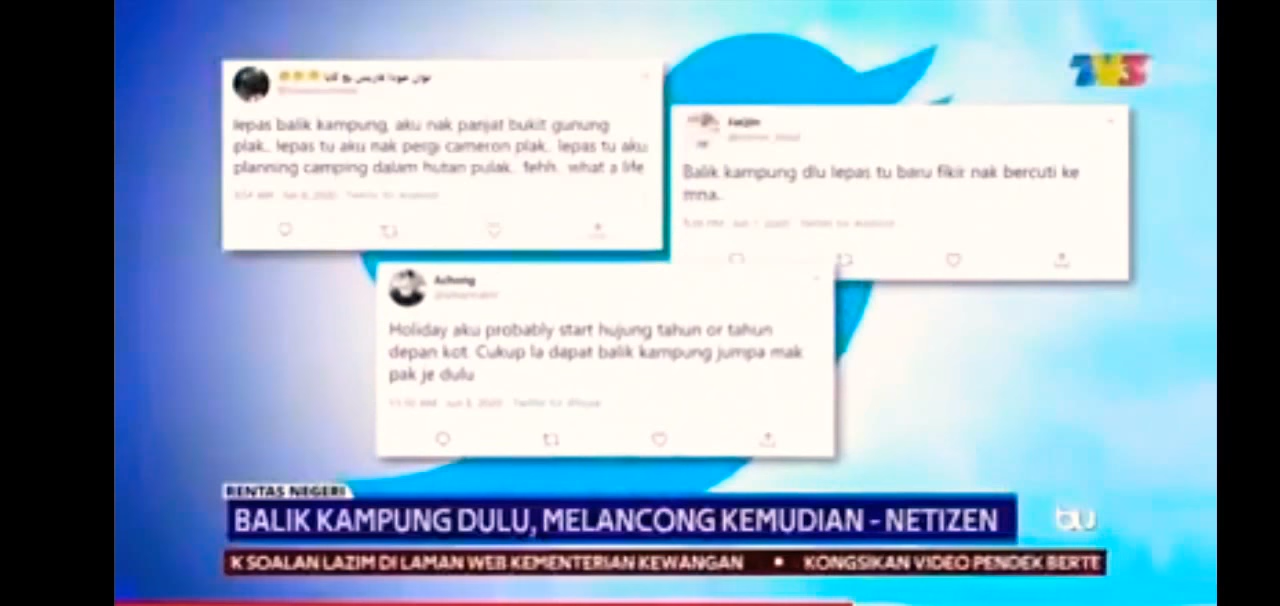 TV3
lepas balik kampung, aku nak panjat bukit gunung
plak.. lepas tu aku nak pergi cameron plak.. lepas tu aku
planning camping dalam hutan pulak.. fehh.. what a life
Balik kampung dlu lepas tu baru fikir nak bercuti ke
mna..
Achong
Holiday aku probably start hujung tahun or tahun
depan kot. Cukup la dapat balik kampung jumpa mak
pak je dulu
Twitter for iPhone
RENTAS NEGERI
BALIK KAMPUNG DULU, MELANCONG KEMUDIAN - NETIZEN
bu
K SOALAN LAZIM DI LAMAN WEB KEMENTERIAN KEWANGAN • KONGSIKAN VIDEO PENDEK BERTE